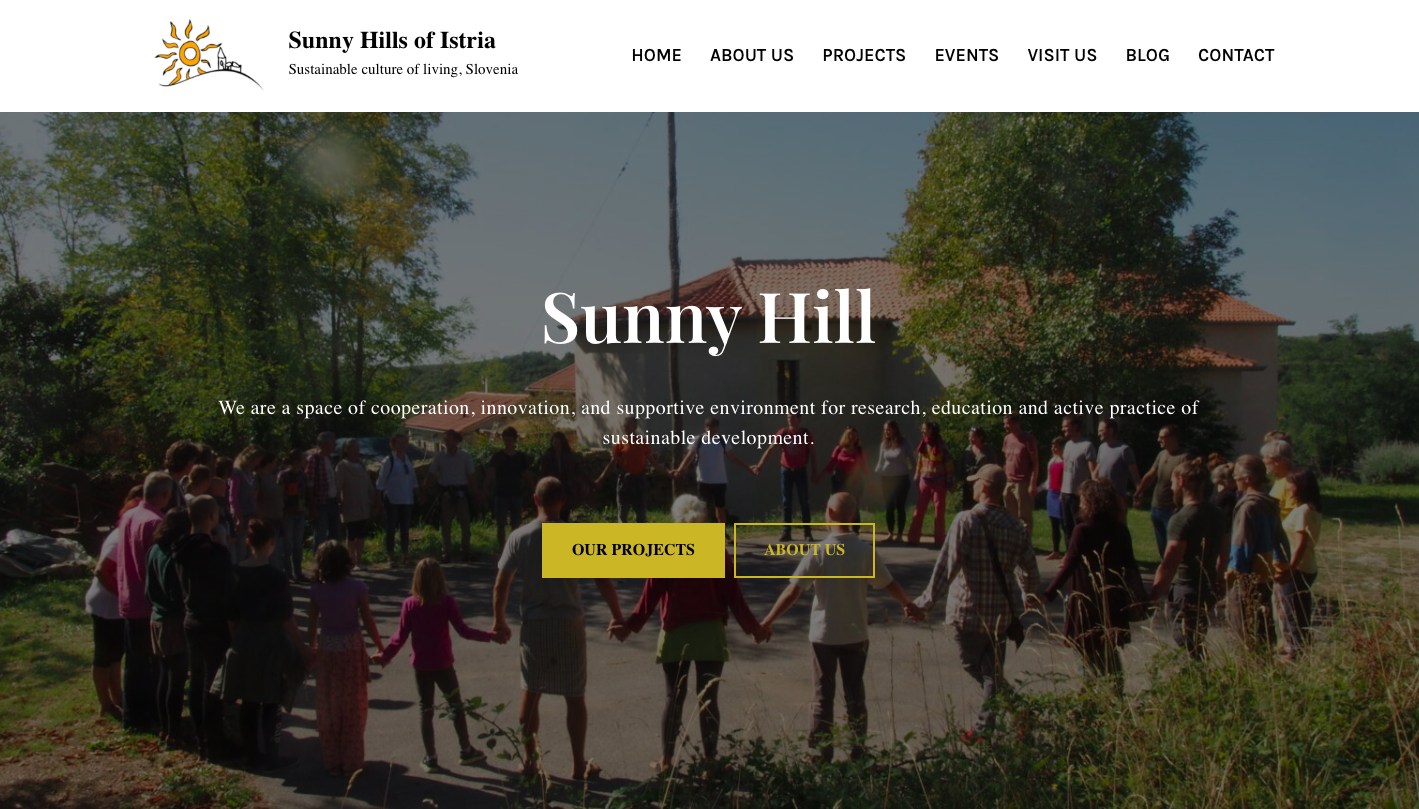 Sunny Hills of Istria
Sustainable culture of living, Slovenia
HOME ABOUT US PROJECTS EVENTS VISIT US BLOG CONTACT
Sunny Hill
We are a space of cooperation, innovation, and supportive environment for research, education and active practice of
sustainable development.
OUR PROJECTS ABOUT US